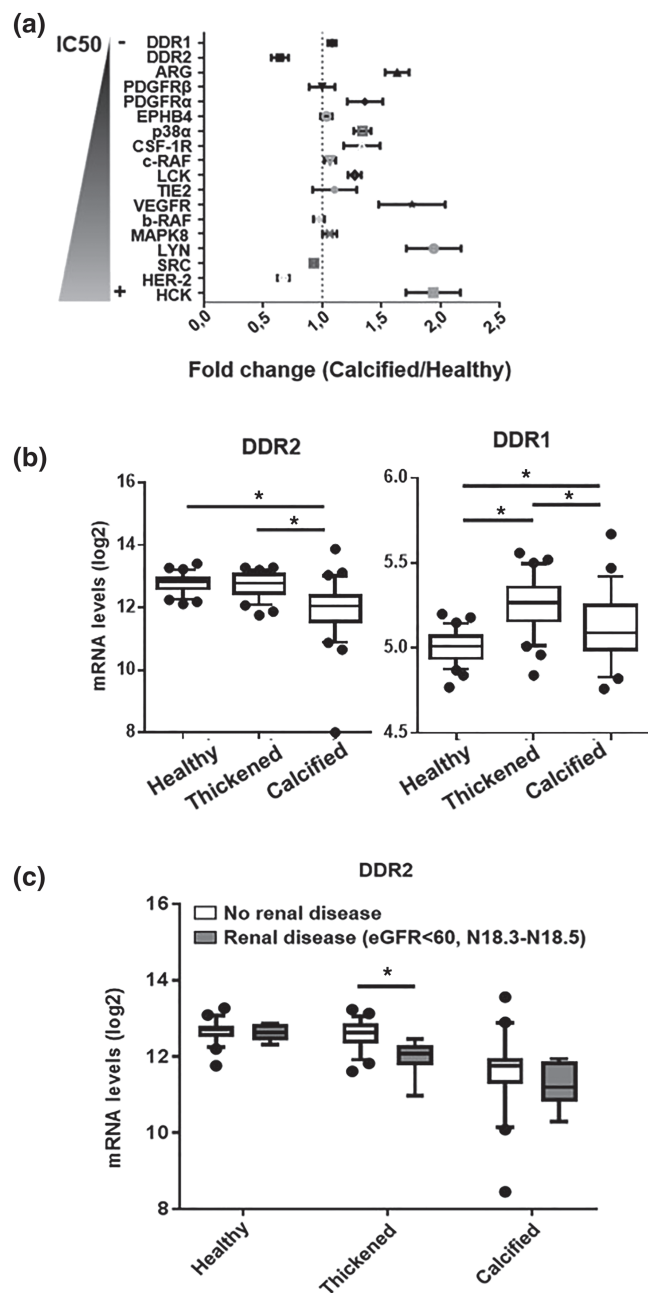 (a)
IC50
-
DDR1
DDR2
ARG
PDGFRβ
PDGFRα
EPHB4
p38α
CSF-1R
c-RAF
LCK
TIE2
VEGFR
b-RAF
MAPK8
LYN
SRC
HER-2
+
HCK
0,0 0,5 1,0 1,5 2,0 2,5
Fold change (Calcified/Healthy)
(b)
DDR2
mRNA levels (log2)
16
14
12
10
8
*
*
Healthy Thickened Calcified
DDR1
6.0
5.5
5.0
4.5
*
*
*
Healthy Thickened Calcified
(c)
DDR2
mRNA levels (log2)
16
14
12
10
8
No renal disease
Renal disease (eGFR<60, N18.3-N18.5)
*
Healthy Thickened Calcified